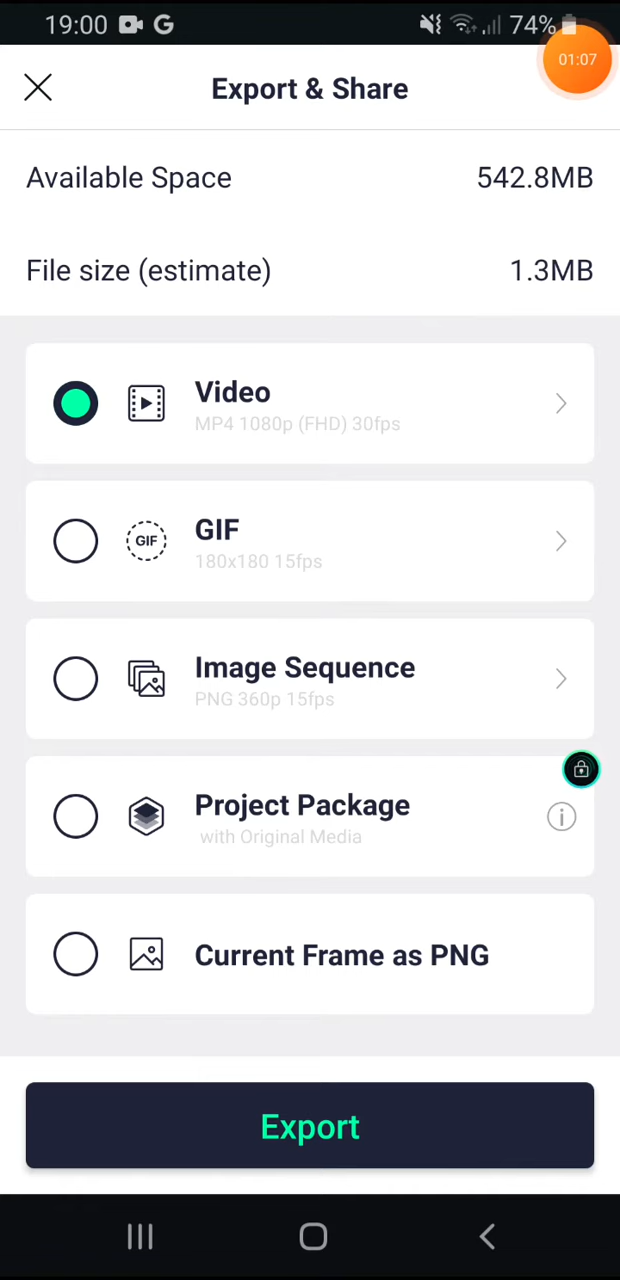 19:00 G 74%
01:07
Export & Share
Available Space 542.8MB
File size (estimate) 1.3MB
Video
MP4 1080p (FHD) 30fps
GIF
GIF
180x180 15fps
Image Sequence
PNG 360p 15fps
Project Package
with Original Media
Current Frame as PNG
Export